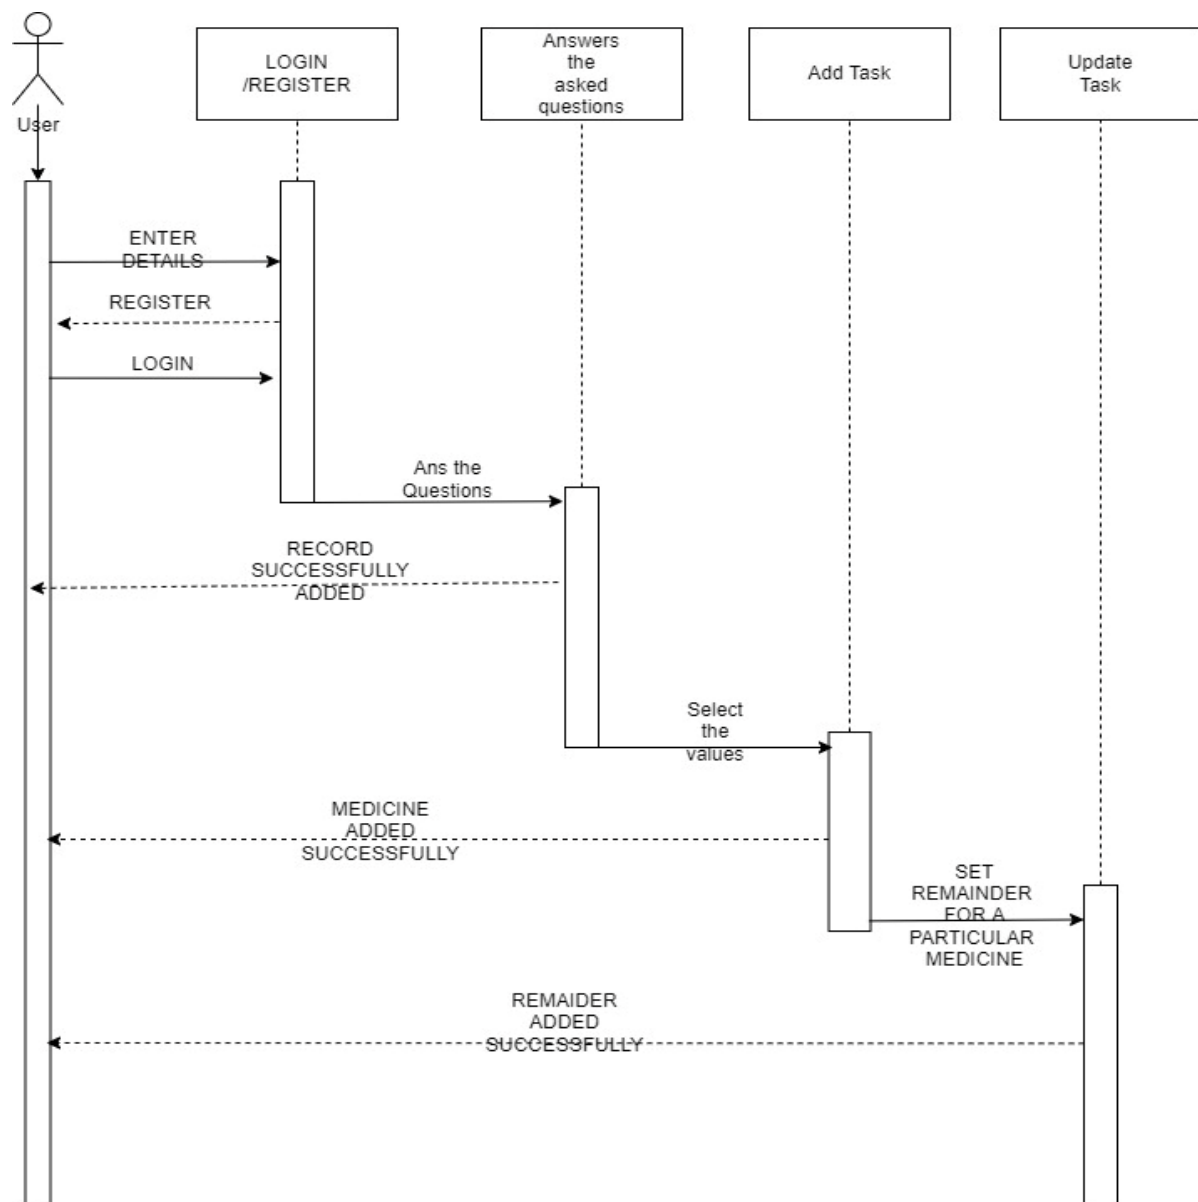 User
LOGIN
/REGISTER
Answers
the
asked
questions
Add Task
Update
Task
ENTER
DETAILS
REGISTER
LOGIN
Ans the
Questions
RECORD
SUCCESSFULLY
ADDED
Select
the
values
MEDICINE
ADDED
SUCCESSFULLY
SET
REMAINDER
FOR A
PARTICULAR
MEDICINE
REMAIDER
ADDED
SUCCESSFULLY